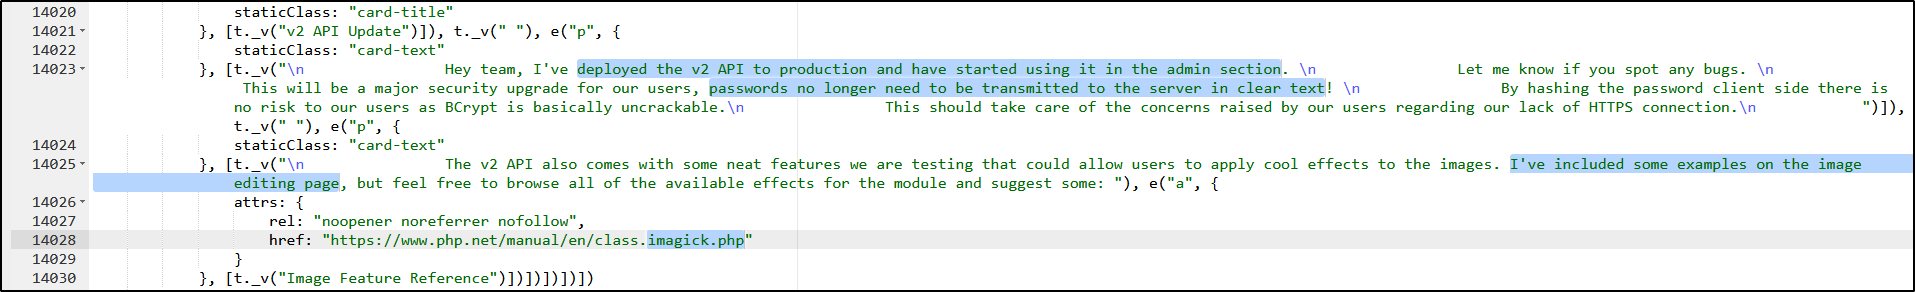 14020 staticClass: "card-title"
14021 }, [t._v("v2 API Update")]), t._v(" "), e("p", {
14022 staticClass: "card-text"
14023 }, [t._v("\n Hey team, I've deployed the v2 API to production and have started using it in the admin section. \n Let me know if you spot any bugs. \n
This will be a major security upgrade for our users, passwords no longer need to be transmitted to the server in clear text! \n By hashing the password client side there is
no risk to our users as BCrypt is basically uncrackable.\n This should take care of the concerns raised by our users regarding our lack of HTTPS connection.\n ")]),
t._v(" "), e("p", {
14024 staticClass: "card-text"
14025 }, [t._v("\n The v2 API also comes with some neat features we are testing that could allow users to apply cool effects to the images. I've included some examples on the image
editing page, but feel free to browse all of the available effects for the module and suggest some: "), e("a", {
14026 attrs: {
14027 rel: "noopener noreferrer nofollow",
14028 href: "https://www.php.net/manual/en/class.imagick.php"
14029 }
14030 }, [t._v("Image Feature Reference")])])])])])